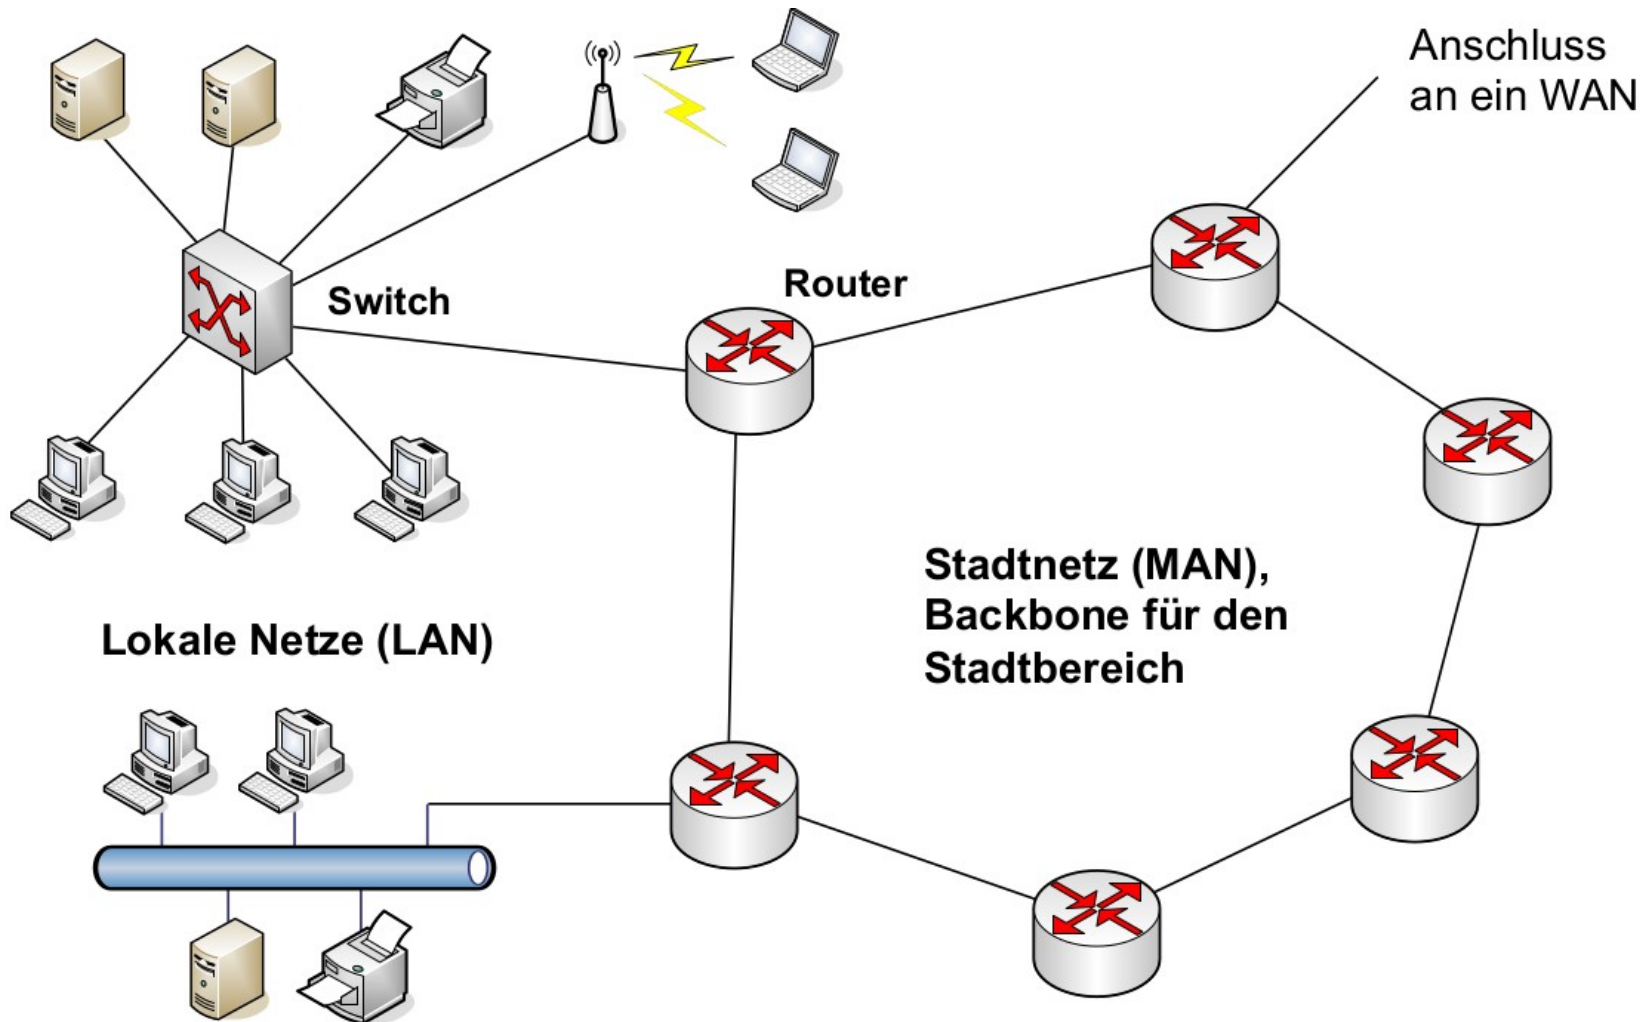 Anschluss
an ein WAN
Router
Switch
Stadtnetz (MAN),
Backbone für den
Stadtbereich
Lokale Netze (LAN)